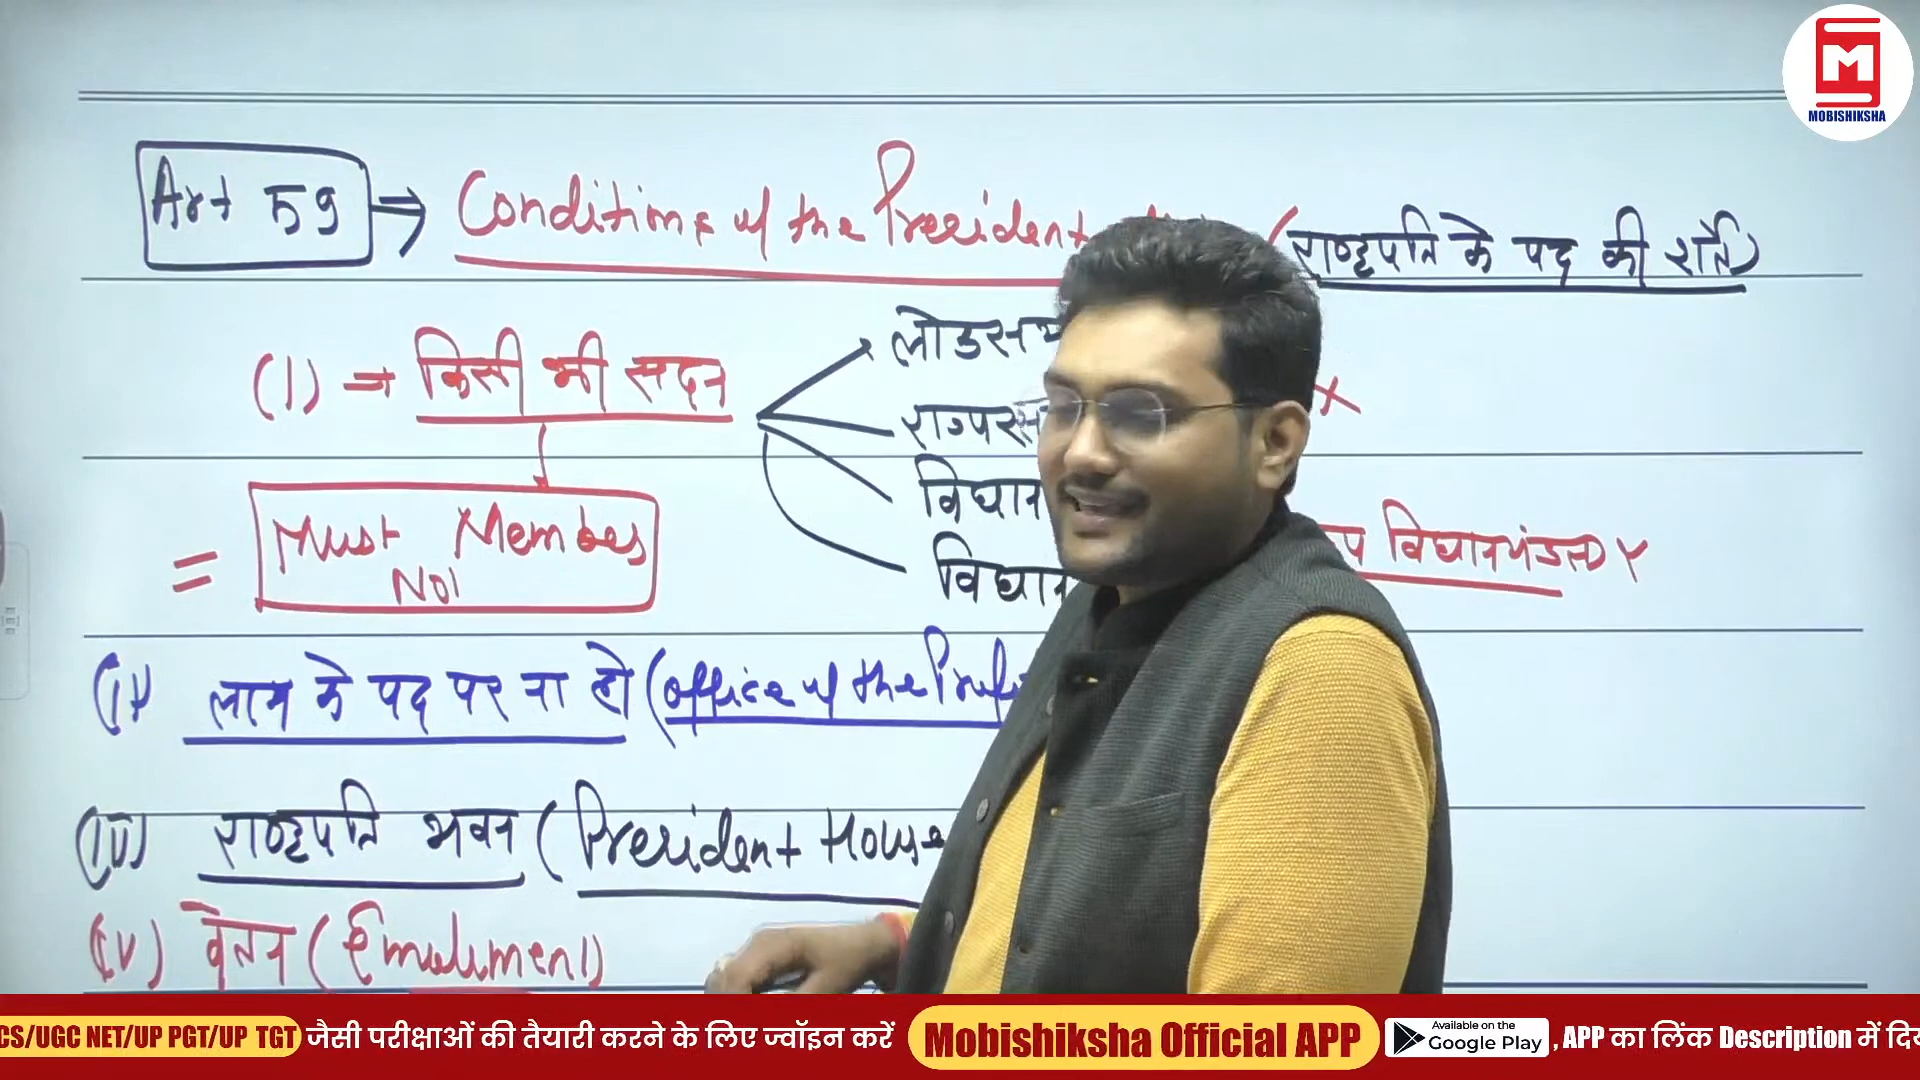 MOBISHIKSHA
Art 59 → Conditions of the President (राष्ट्रपति के पद की शर्ते)
(I) → किसी भी सदन
लोकसभ
राज्यस
विधान
विधान
X
= Must Member
Not
प विधानमंडल X
(ii) लाभ के पद पर ना हो (office of the Prof
(iii) राष्ट्रपति भवन (President House
(iv) वेतन (Emolument)
CS/UGC NET/UP PGT/UP TGT जैसी परीक्षाओं की तैयारी करने के लिए ज्वॉइन करें Mobishiksha Official APP Available on the Google Play , APP का लिंक Description में दि